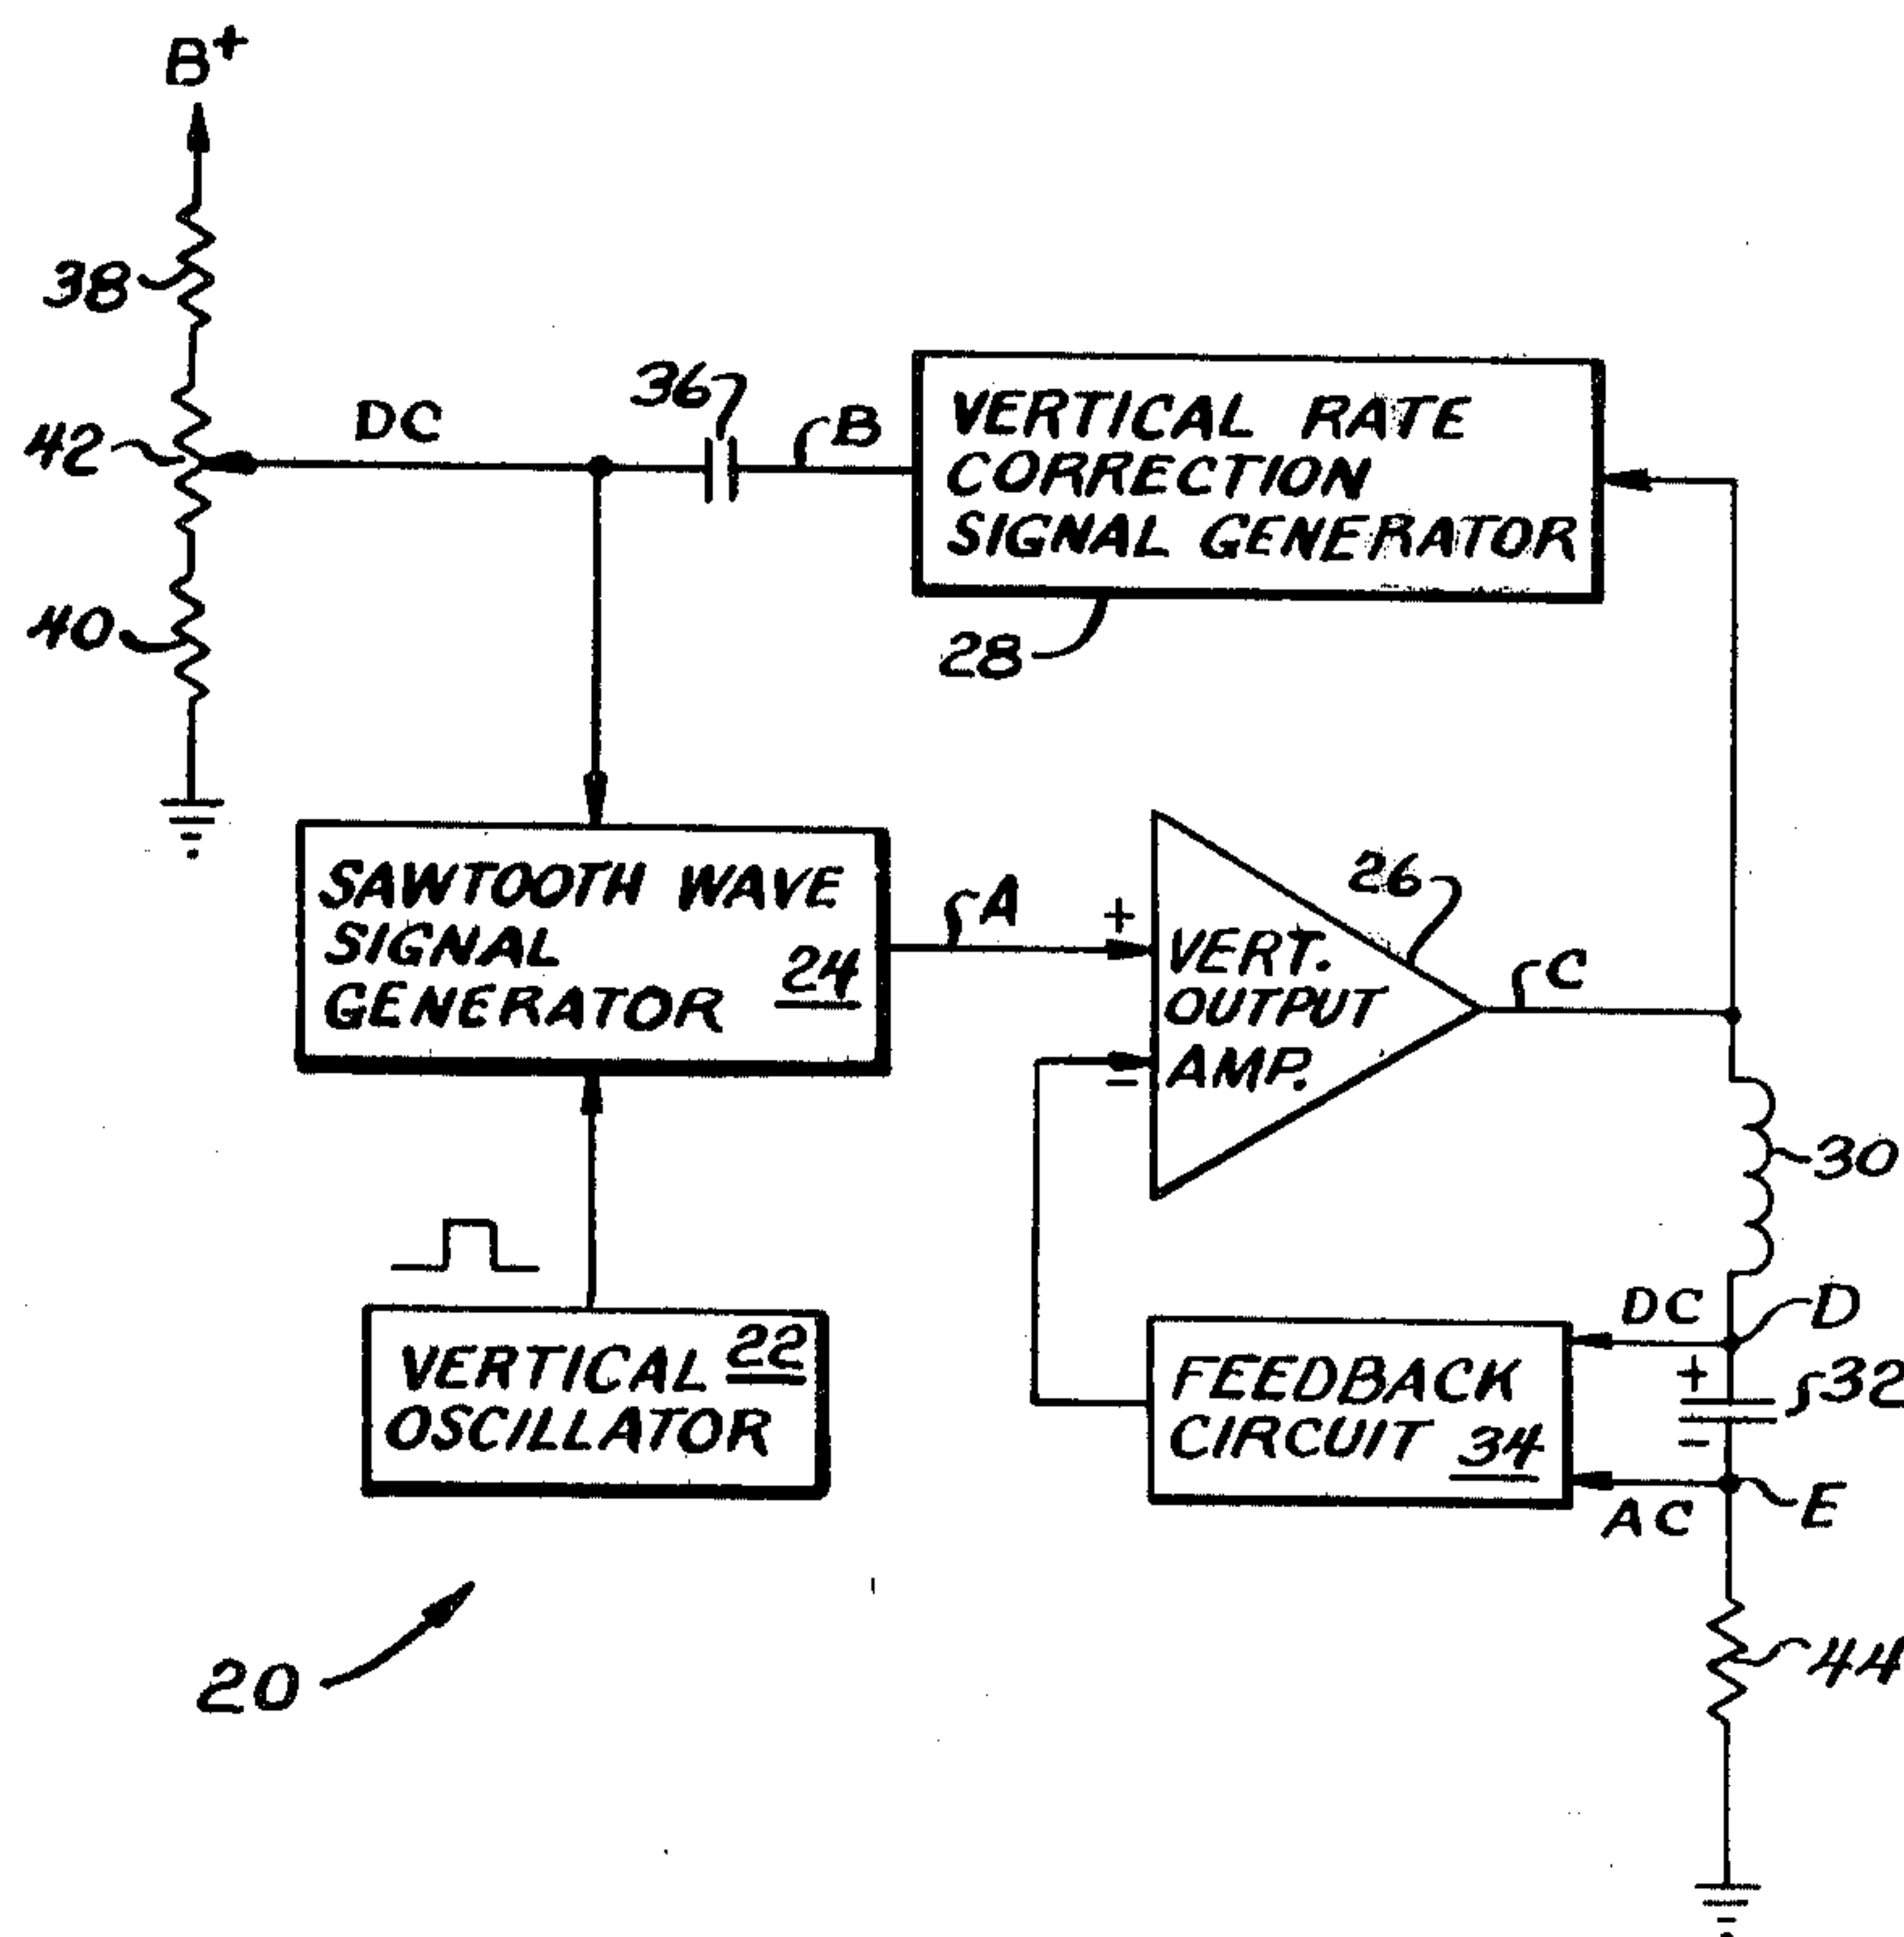 B+
38
42
DC
36
B
VERTICAL RATE
CORRECTION
SIGNAL GENERATOR
40
28
SAWTOOTH WAVE
SIGNAL
GENERATOR 24
A
+
26
VERT.
OUTPUT
AMP.
-
C
30
VERTICAL 22
OSCILLATOR
FEEDBACK
CIRCUIT 34
DC
D
+
32
-
AC
E
20
44